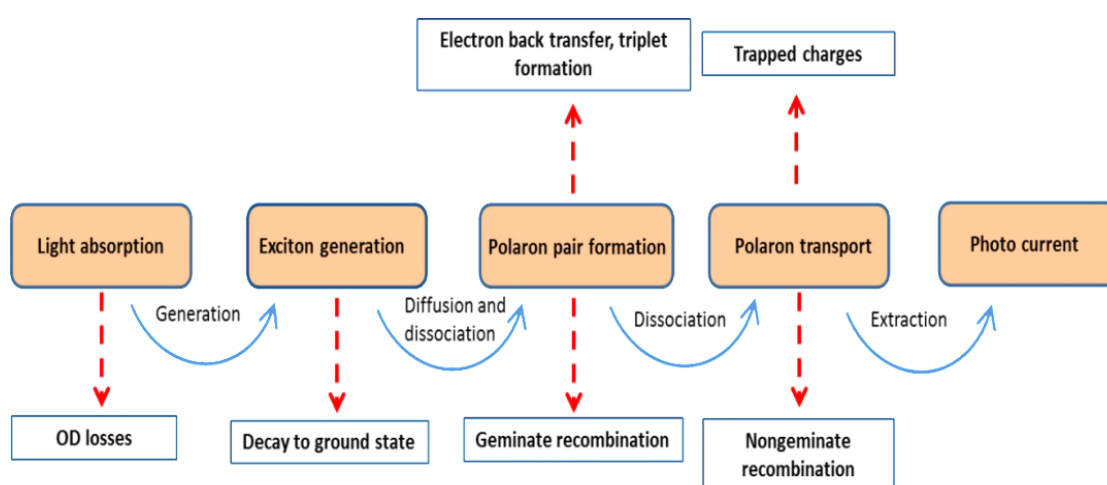 Electron back transfer, triplet
formation
Trapped charges
Light absorption
Exciton generation
Polaron pair formation
Polaron transport
Photo current
Generation
Diffusion and
dissociation
Dissociation
Extraction
OD losses
Decay to ground state
Geminate recombination
Nongeminate
recombination